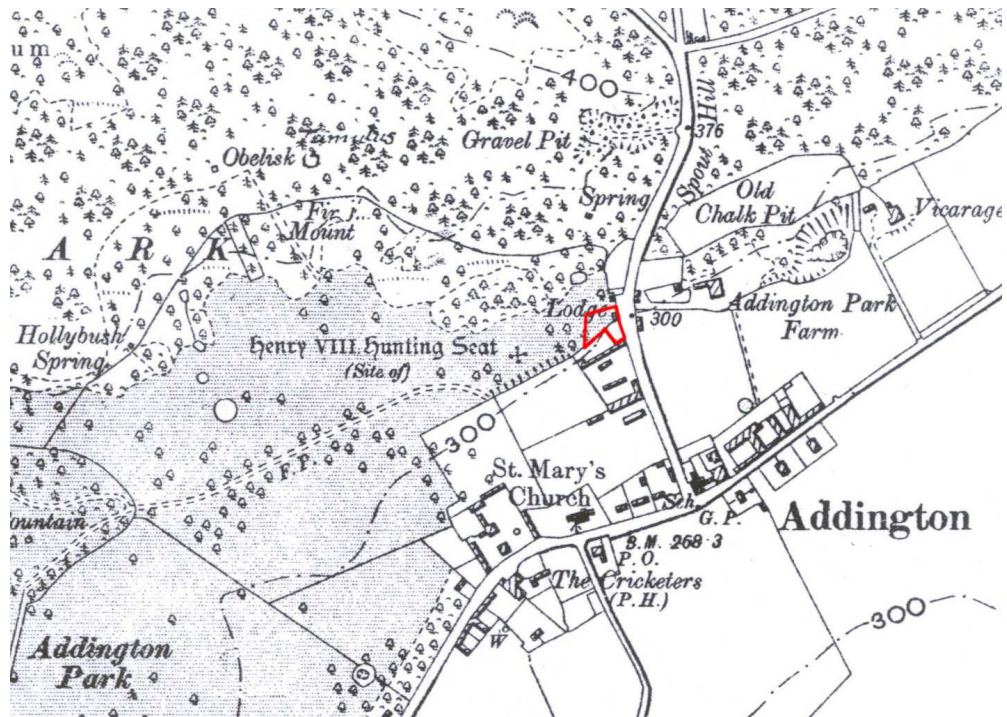 um
400
Tumulus
Obelisk
Gravel Pit
Spout Hill
376
Spring
Old
Chalk Pit
Vicarage
Fir
Mount
A R K
Lodge
300
Addington Park
Farm
Hollybush
Spring
Henry VIII Hunting Seat
(Site of)
300
F.P.
St. Mary's
Church
Sch.
G.P.
Addington
ountain
B.M. 268·3
P.O.
The Cricketers
(P.H.)
300
W
Addington
Park